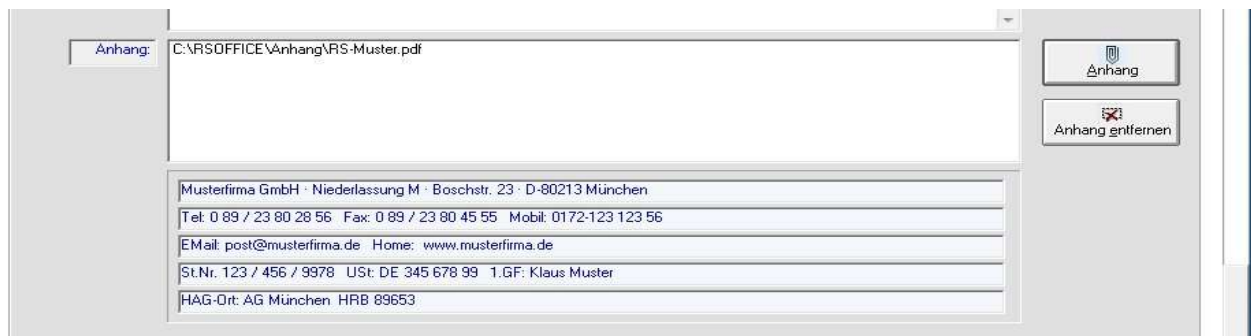 Anhang: C:\RSOFFICE\Anhang\RS-Muster.pdf
Anhang
Anhang entfernen
Musterfirma GmbH · Niederlassung M · Boschstr. 23 · D-80213 München
Tel: 0 89 / 23 80 28 56 Fax: 0 89 / 23 80 45 55 Mobil: 0172-123 123 56
EMail: post@musterfirma.de Home: www.musterfirma.de
St.Nr. 123 / 456 / 9978 USt: DE 345 678 99 1.GF: Klaus Muster
HAG-Ort: AG München HRB 89653